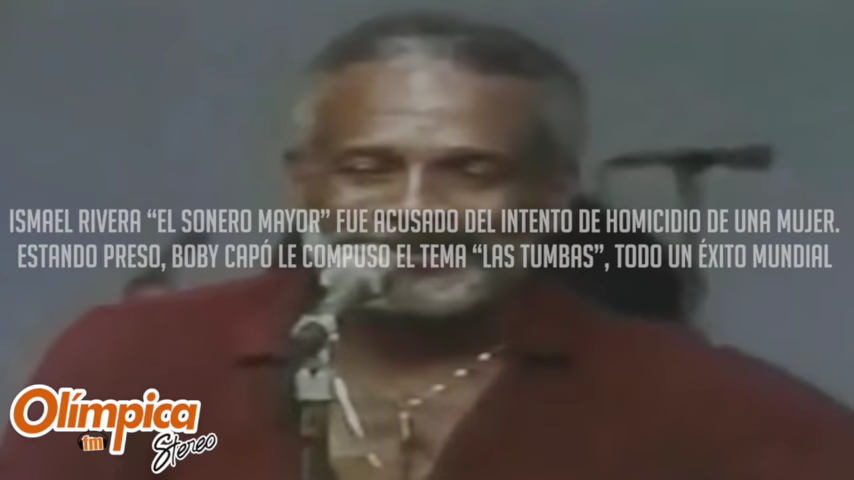 ISMAEL RIVERA “EL SONERO MAYOR” FUE ACUSADO DEL INTENTO DE HOMICIDIO DE UNA MUJER.
ESTANDO PRESO, BOBY CAPÓ LE COMPUSO EL TEMA “LAS TUMBAS”, TODO UN ÉXITO MUNDIAL
Olímpica
fm
Stereo